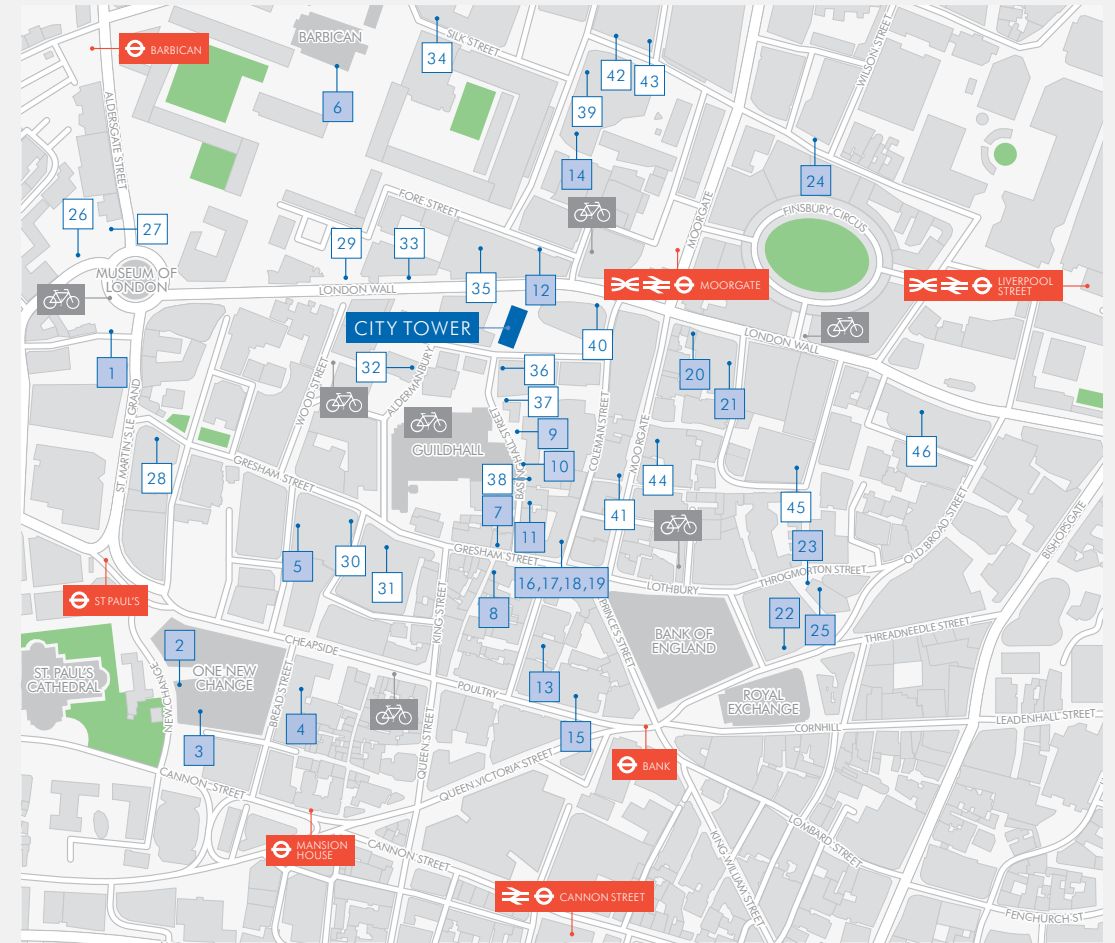 BARBICAN
BARBICAN
SILK STREET
WILSON STREET
34
42
43
39
6
ALDERSGATE STREET
14
24
FORE STREET
MOORGATE
FINSBURY CIRCUS
26
27
29
33
MUSEUM OF
LONDON
35
12
MOORGATE
LIVERPOOL
STREET
LONDON WALL
CITY TOWER
40
LONDON WALL
1
32
36
20
21
WOOD STREET
ALDERMANBURY
37
9
ST MARTIN'S LE GRAND
GUILDHALL
BASINGHALL STREET
COLEMAN STREET
MOORGATE
46
10
28
GRESHAM STREET
38
44
7
41
45
11
OLD BROAD STREET
BISHOPSGATE
5
30
31
GRESHAM STREET
23
16,17,18,19
LOTHBURY
THROGMORTON STREET
ST PAUL'S
8
KING STREET
PRINCE'S STREET
22
25
THREADNEEDLE STREET
2
CHEAPSIDE
BANK OF
ENGLAND
ST. PAUL'S
CATHEDRAL
ONE NEW
CHANGE
NEW CHANGE
BREAD STREET
POULTRY
13
ROYAL
EXCHANGE
LEADENHALL STREET
CORNHILL
4
3
15
QUEEN STREET
QUEEN VICTORIA STREET
BANK
CANNON STREET
MANSION
HOUSE
CANNON STREET
LOMBARD STREET
KING WILLIAM STREET
CANNON STREET
FENCHURCH ST